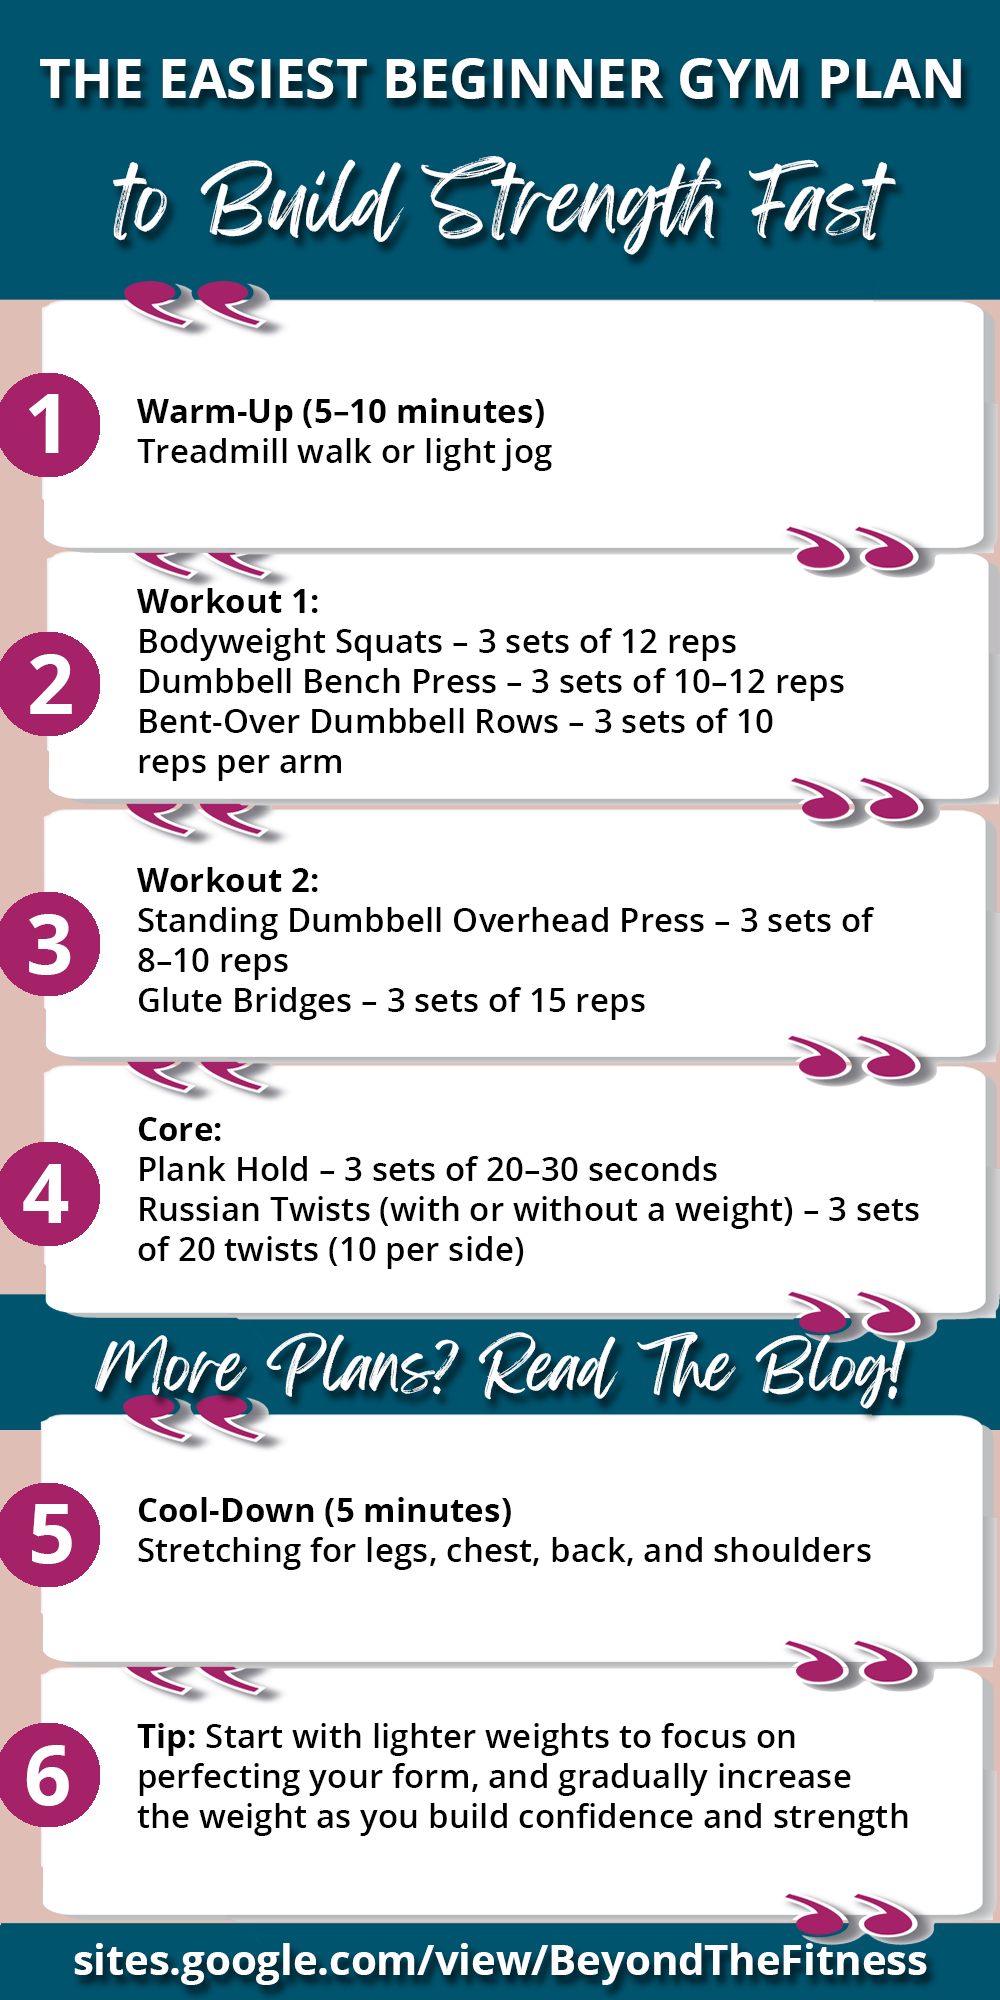 THE EASIEST BEGINNER GYM PLAN
to Build Strength Fast
1
Warm-Up (5–10 minutes)
Treadmill walk or light jog
2
Workout 1:
Bodyweight Squats – 3 sets of 12 reps
Dumbbell Bench Press – 3 sets of 10–12 reps
Bent-Over Dumbbell Rows – 3 sets of 10
reps per arm
3
Workout 2:
Standing Dumbbell Overhead Press – 3 sets of
8–10 reps
Glute Bridges – 3 sets of 15 reps
4
Core:
Plank Hold – 3 sets of 20–30 seconds
Russian Twists (with or without a weight) – 3 sets
of 20 twists (10 per side)
More Plans? Read The Blog!
5
Cool-Down (5 minutes)
Stretching for legs, chest, back, and shoulders
6
Tip: Start with lighter weights to focus on
perfecting your form, and gradually increase
the weight as you build confidence and strength
sites.google.com/view/BeyondTheFitness